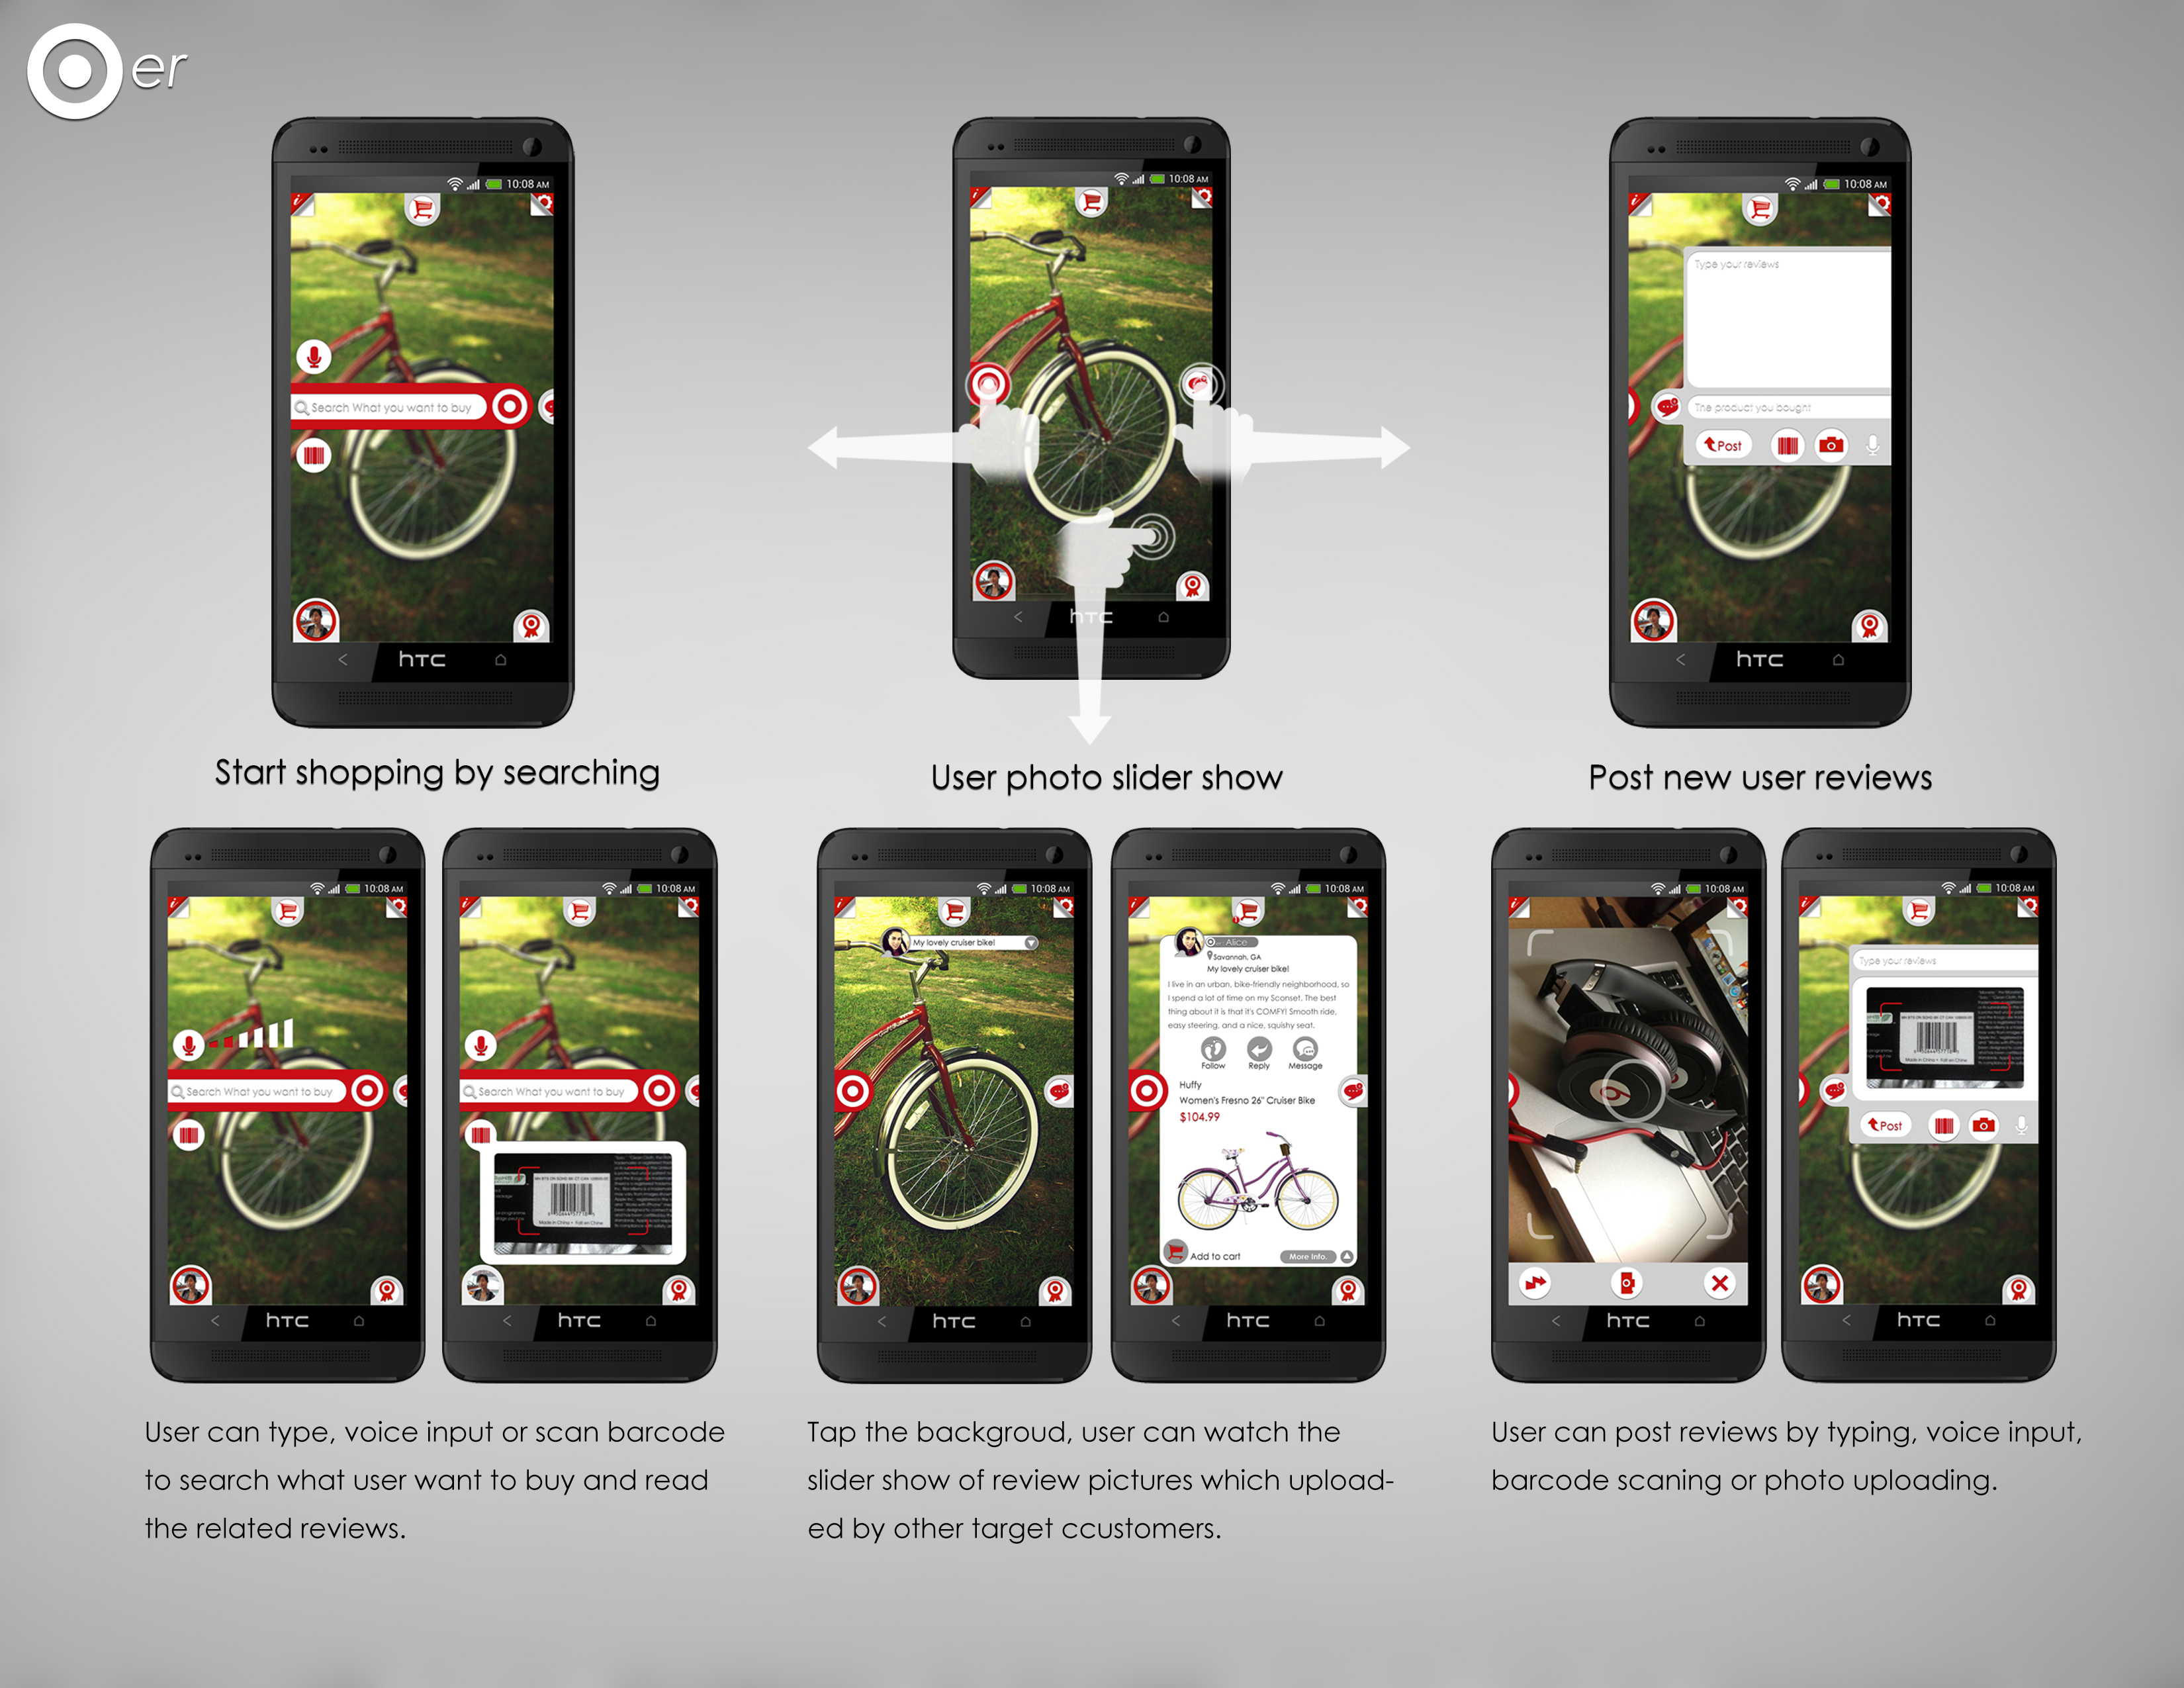 er
10:08 AM
Search What you want to buy
htc
10:08 AM
htc
10:08 AM
Type your reviews
The product you bought
Post
htc
Start shopping by searching
User photo slider show
Post new user reviews
10:08 AM
Search What you want to buy
htc
10:08 AM
Search What you want to buy
Made in China
htc
10:08 AM
My lovely cruiser bike!
htc
10:08 AM
Alice
Savannah, GA
My lovely cruiser bike!
I live in an urban, bike-friendly neighborhood, so
I spend a lot of time on my Sconset. The best
thing about it is that it's COMFY! Smooth ride,
easy steering, and a nice, squishy seat.
Follow Reply Message
Huffy
Women's Fresno 26" Cruiser Bike
$104.99
Add to cart More Info.
htc
10:08 AM
htc
10:08 AM
Type your reviews
Made in China
Post
htc
User can type, voice input or scan barcode
to search what user want to buy and read
the related reviews.
Tap the backgroud, user can watch the
slider show of review pictures which upload-
ed by other target ccustomers.
User can post reviews by typing, voice input,
barcode scaning or photo uploading.